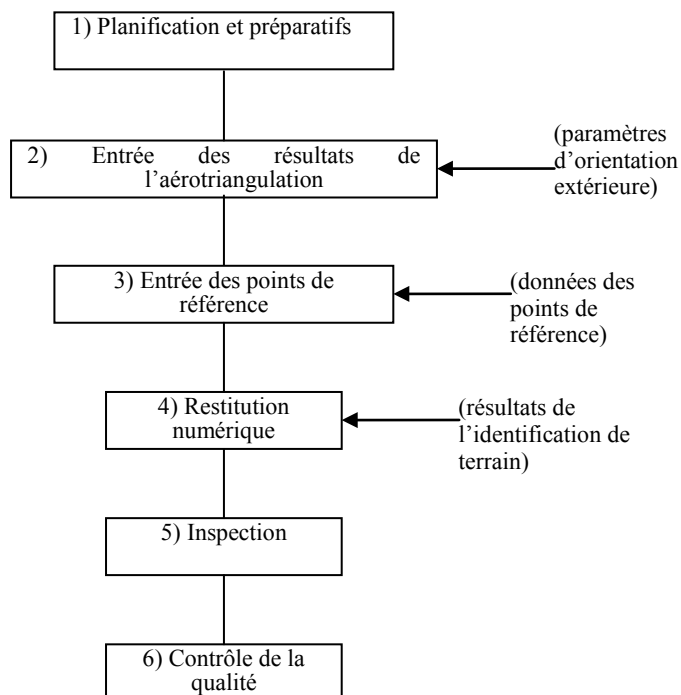 1) Planification et préparatifs
2) Entrée des résultats de
l’aérotriangulation
(paramètres
d’orientation
extérieure)
3) Entrée des points de
référence
(données des
points de
référence)
4) Restitution
numérique
(résultats de
l’identification de
terrain)
5) Inspection
6) Contrôle de la
qualité